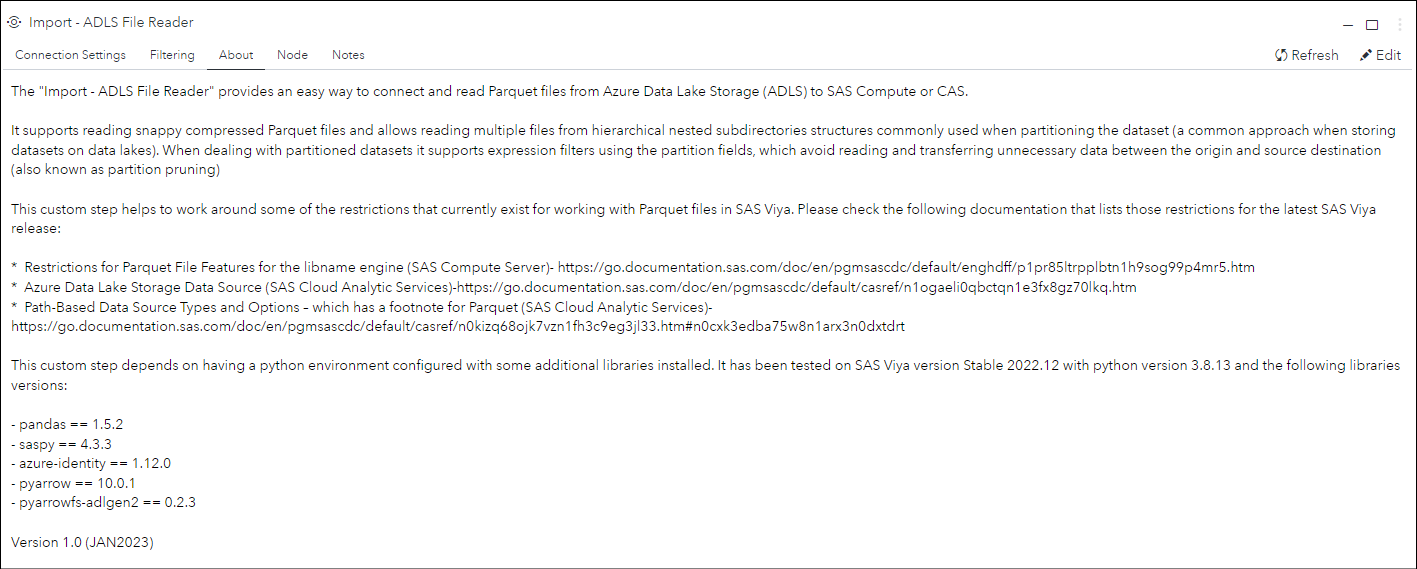 Import - ADLS File Reader
Connection Settings Filtering About Node Notes Refresh Edit
The "Import - ADLS File Reader" provides an easy way to connect and read Parquet files from Azure Data Lake Storage (ADLS) to SAS Compute or CAS.
It supports reading snappy compressed Parquet files and allows reading multiple files from hierarchical nested subdirectories structures commonly used when partitioning the dataset (a common approach when storing
datasets on data lakes). When dealing with partitioned datasets it supports expression filters using the partition fields, which avoid reading and transferring unnecessary data between the origin and source destination
(also known as partition pruning)
This custom step helps to work around some of the restrictions that currently exist for working with Parquet files in SAS Viya. Please check the following documentation that lists those restrictions for the latest SAS Viya
release:
* Restrictions for Parquet File Features for the libname engine (SAS Compute Server)- https://go.documentation.sas.com/doc/en/pgmsascdc/default/enghdff/p1pr85ltrpplbtn1h9sog99p4mr5.htm
* Azure Data Lake Storage Data Source (SAS Cloud Analytic Services)-https://go.documentation.sas.com/doc/en/pgmsascdc/default/casref/n1ogaeli0qbctqn1e3fx8gz70lkq.htm
* Path-Based Data Source Types and Options – which has a footnote for Parquet (SAS Cloud Analytic Services)-
https://go.documentation.sas.com/doc/en/pgmsascdc/default/casref/n0kizq68ojk7vzn1fh3c9eg3jl33.htm#n0cxk3edba75w8n1arx3n0dxtdrt
This custom step depends on having a python environment configured with some additional libraries installed. It has been tested on SAS Viya version Stable 2022.12 with python version 3.8.13 and the following libraries
versions:
- pandas == 1.5.2
- saspy == 4.3.3
- azure-identity == 1.12.0
- pyarrow == 10.0.1
- pyarrowfs-adlgen2 == 0.2.3
Version 1.0 (JAN2023)